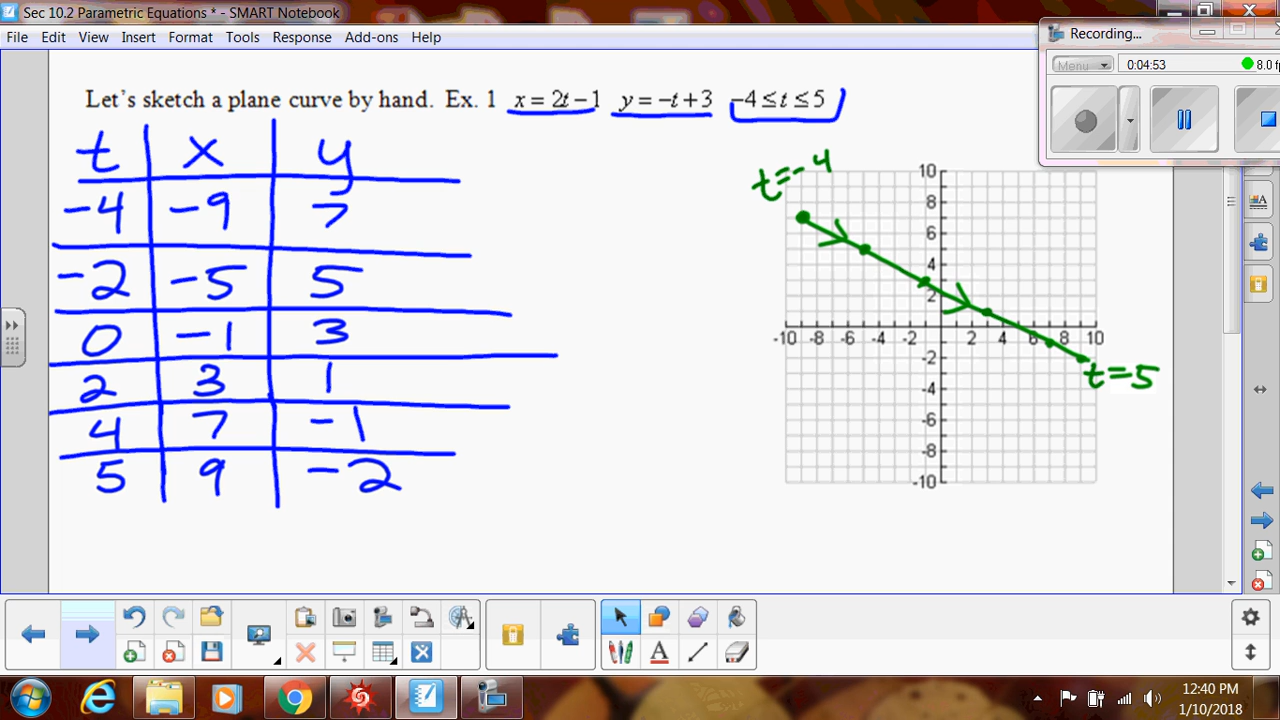 Sec 10.2 Parametric Equations * - SMART Notebook
File Edit View Insert Format Tools Response Add-ons Help
Recording...
Menu 0:04:53 8.0 f
Let's sketch a plane curve by hand. Ex. 1 x = 2t − 1 y = −t + 3 −4 ≤ t ≤ 5
t x y
-4 -9 7
-2 -5 5
0 -1 3
2 3 1
4 7 -1
5 9 -2
t=-4
10
8
6
4
2
-10 -8 -6 -4 -2 2 4 6 8 10
-2
t=5
-4
-6
-8
-10
12:40 PM
1/10/2018